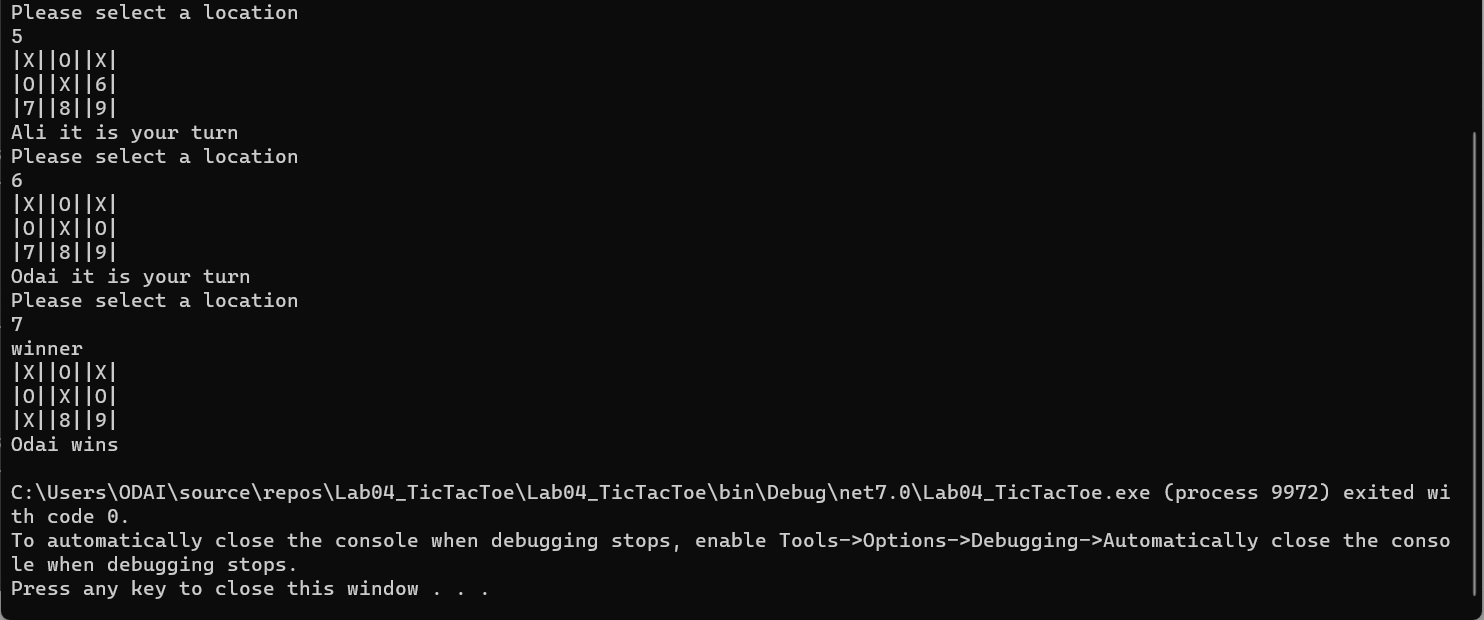 Please select a location
5
|X||O||X|
|O||X||6|
|7||8||9|
Ali it is your turn
Please select a location
6
|X||O||X|
|O||X||O|
|7||8||9|
Odai it is your turn
Please select a location
7
winner
|X||O||X|
|O||X||O|
|X||8||9|
Odai wins
C:\Users\ODAI\source\repos\Lab04_TicTacToe\Lab04_TicTacToe\bin\Debug\net7.0\Lab04_TicTacToe.exe (process 9972) exited wi
th code 0.
To automatically close the console when debugging stops, enable Tools->Options->Debugging->Automatically close the conso
le when debugging stops.
Press any key to close this window . . .